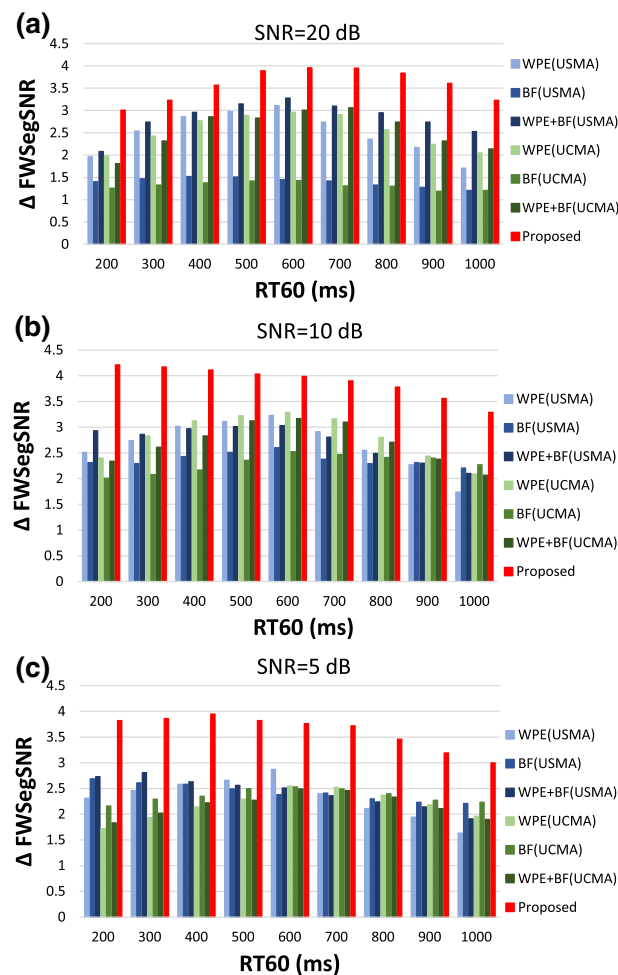 (a)
SNR=20 dB
Δ FWSegSNR
4.5
4
3.5
3
2.5
2
1.5
1
0.5
0
200 300 400 500 600 700 800 900 1000
RT60 (ms)
WPE(USMA)
BF(USMA)
WPE+BF(USMA)
WPE(UCMA)
BF(UCMA)
WPE+BF(UCMA)
Proposed
(b)
SNR=10 dB
Δ FWSegSNR
4.5
4
3.5
3
2.5
2
1.5
1
0.5
0
200 300 400 500 600 700 800 900 1000
RT60 (ms)
WPE(USMA)
BF(USMA)
WPE+BF(USMA)
WPE(UCMA)
BF(UCMA)
WPE+BF(UCMA)
Proposed
(c)
SNR=5 dB
Δ FWSegSNR
4.5
4
3.5
3
2.5
2
1.5
1
0.5
0
200 300 400 500 600 700 800 900 1000
RT60 (ms)
WPE(USMA)
BF(USMA)
WPE+BF(USMA)
WPE(UCMA)
BF(UCMA)
WPE+BF(UCMA)
Proposed